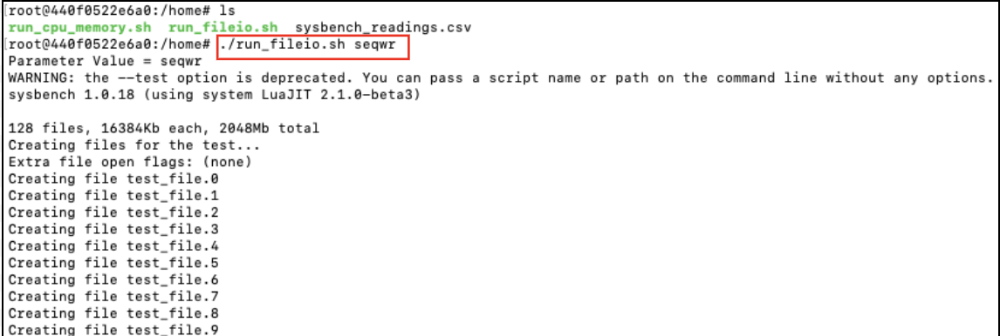 [root@440f0522e6a0:/home# ls
run_cpu_memory.sh  run_fileio.sh  sysbench_readings.csv
[root@440f0522e6a0:/home# ./run_fileio.sh seqwr
Parameter Value = seqwr
WARNING: the --test option is deprecated. You can pass a script name or path on the command line without any options.
sysbench 1.0.18 (using system LuaJIT 2.1.0-beta3)
128 files, 16384Kb each, 2048Mb total
Creating files for the test...
Extra file open flags: (none)
Creating file test_file.0
Creating file test_file.1
Creating file test_file.2
Creating file test_file.3
Creating file test_file.4
Creating file test_file.5
Creating file test_file.6
Creating file test_file.7
Creating file test_file.8
Creating file test_file.9